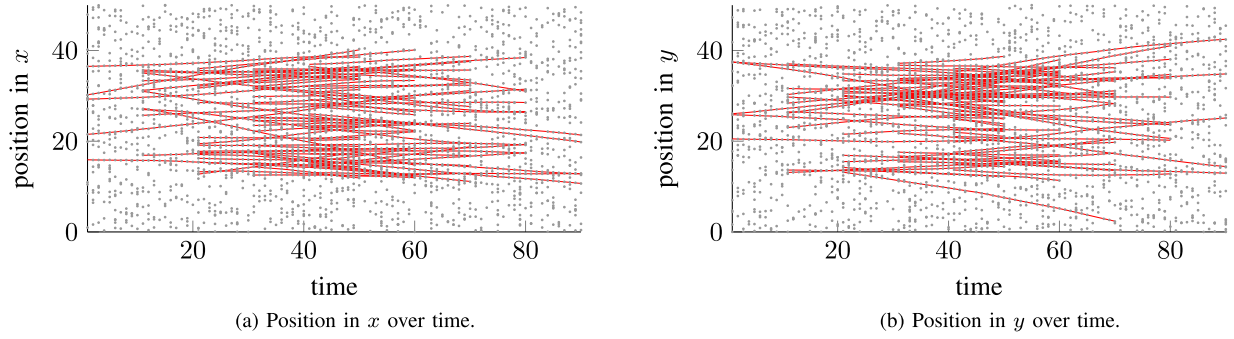 position in x
40
20
0
20 40 60 80
time
(a) Position in x over time.
position in y
40
20
0
20 40 60 80
time
(b) Position in y over time.